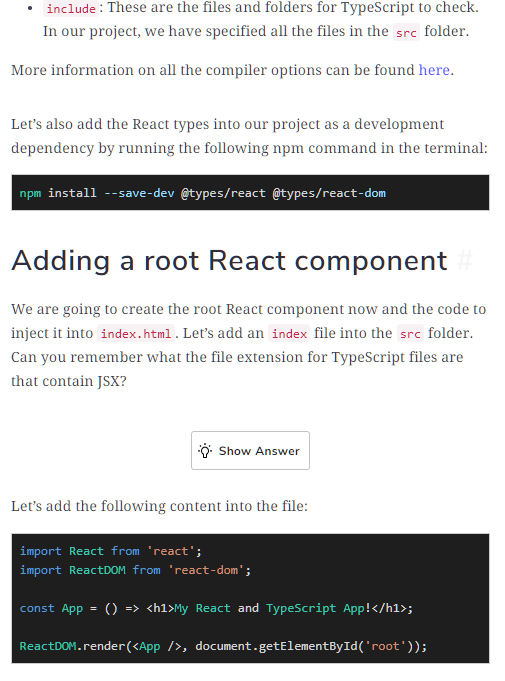 • include: These are the files and folders for TypeScript to check.
In our project, we have specified all the files in the src folder.
More information on all the compiler options can be found here.
Let’s also add the React types into our project as a development
dependency by running the following npm command in the terminal:
npm install --save-dev @types/react @types/react-dom
Adding a root React component #
We are going to create the root React component now and the code to
inject it into index.html. Let’s add an index file into the src folder.
Can you remember what the file extension for TypeScript files are
that contain JSX?
Show Answer
Let’s add the following content into the file:
import React from 'react';
import ReactDOM from 'react-dom';
const App = () => <h1>My React and TypeScript App!</h1>;
ReactDOM.render(<App />, document.getElementById('root'));